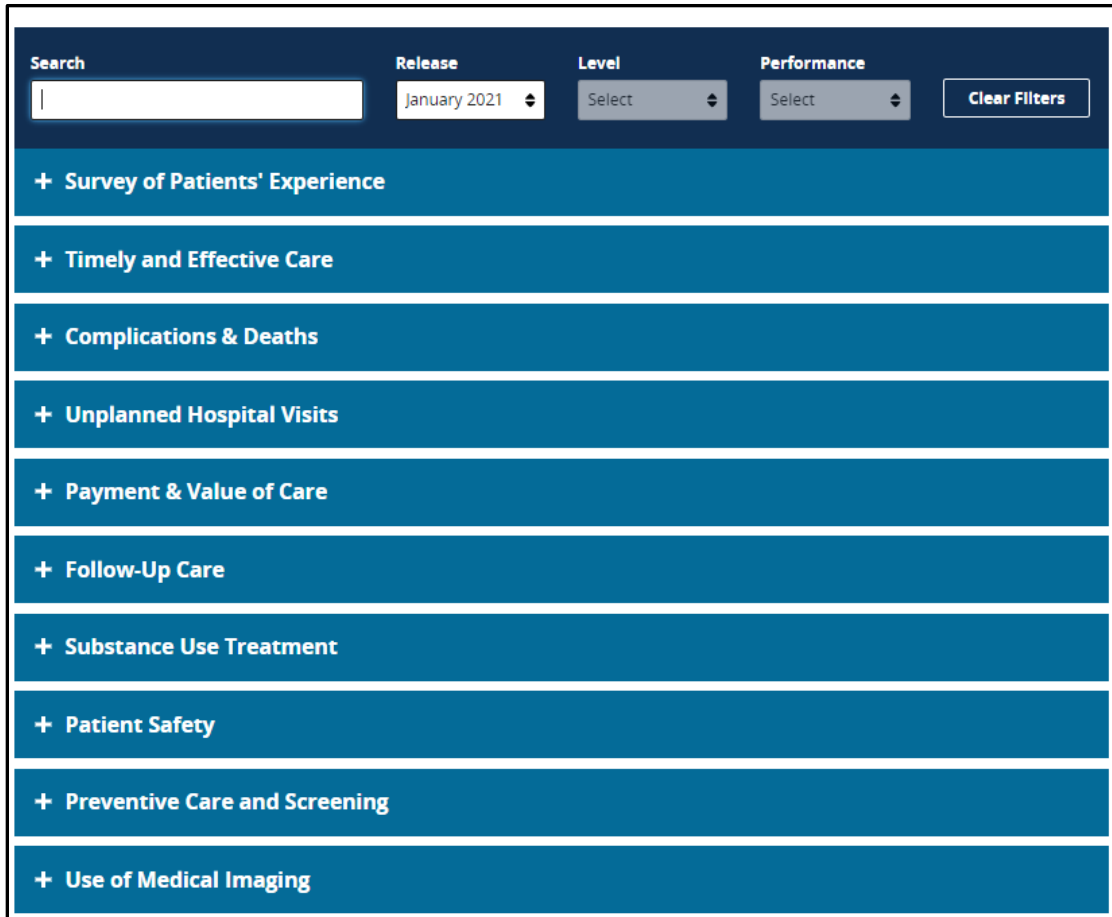 Search Release Level Performance
January 2021 Select Select Clear Filters
+ Survey of Patients' Experience
+ Timely and Effective Care
+ Complications & Deaths
+ Unplanned Hospital Visits
+ Payment & Value of Care
+ Follow-Up Care
+ Substance Use Treatment
+ Patient Safety
+ Preventive Care and Screening
+ Use of Medical Imaging